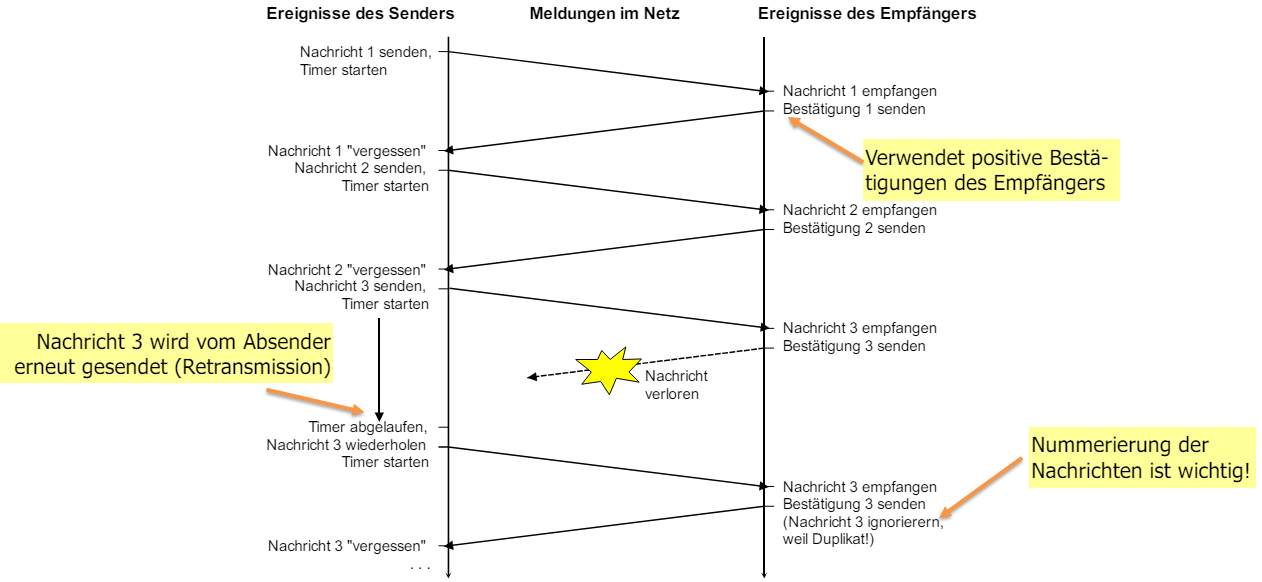 Ereignisse des Senders
Meldungen im Netz
Ereignisse des Empfängers
Nachricht 1 senden,
Timer starten
Nachricht 1 empfangen
Bestätigung 1 senden
Verwendet positive Bestä-
tigungen des Empfängers
Nachricht 1 "vergessen"
Nachricht 2 senden,
Timer starten
Nachricht 2 empfangen
Bestätigung 2 senden
Nachricht 2 "vergessen"
Nachricht 3 senden,
Timer starten
Nachricht 3 empfangen
Bestätigung 3 senden
Nachricht 3 wird vom Absender
erneut gesendet (Retransmission)
Nachricht
verloren
Timer abgelaufen,
Nachricht 3 wiederholen
Timer starten
Nummerierung der
Nachrichten ist wichtig!
Nachricht 3 empfangen
Bestätigung 3 senden
(Nachricht 3 ignorierern,
weil Duplikat!)
Nachricht 3 "vergessen"
. . .